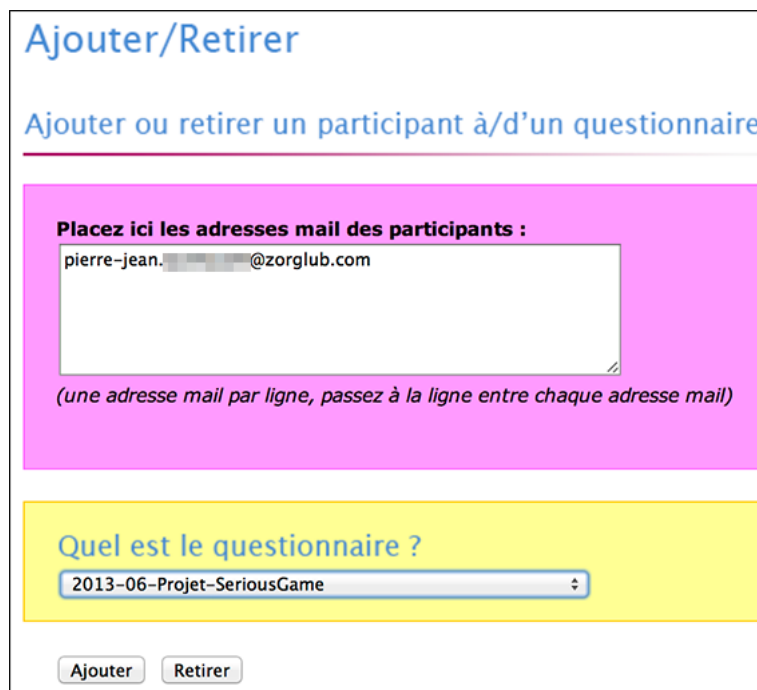 Ajouter/Retirer
Ajouter ou retirer un participant à/d'un questionnaire
Placez ici les adresses mail des participants :
pierre-jean. @zorglub.com
(une adresse mail par ligne, passez à la ligne entre chaque adresse mail)
Quel est le questionnaire ?
2013-06-Projet-SeriousGame
Ajouter Retirer